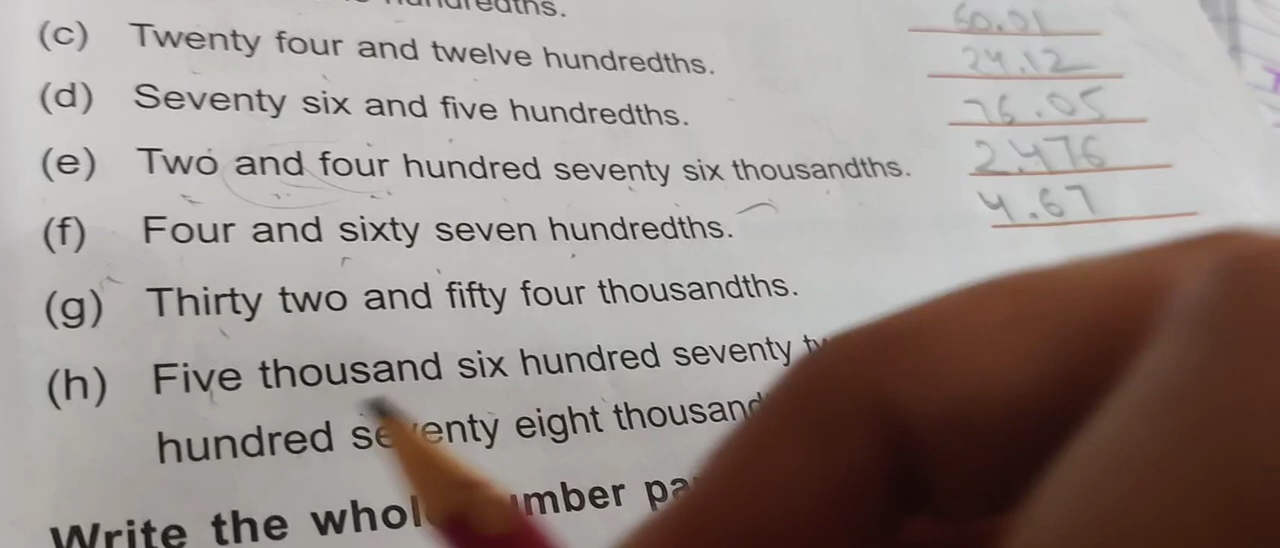 hundredths.
60.01
(c) Twenty four and twelve hundredths. 24.12
(d) Seventy six and five hundredths. 76.05
(e) Two and four hundred seventy six thousandths. 2.476
(f) Four and sixty seven hundredths. 4.67
(g) Thirty two and fifty four thousandths.
(h) Five thousand six hundred seventy
hundred seventy eight
Write the